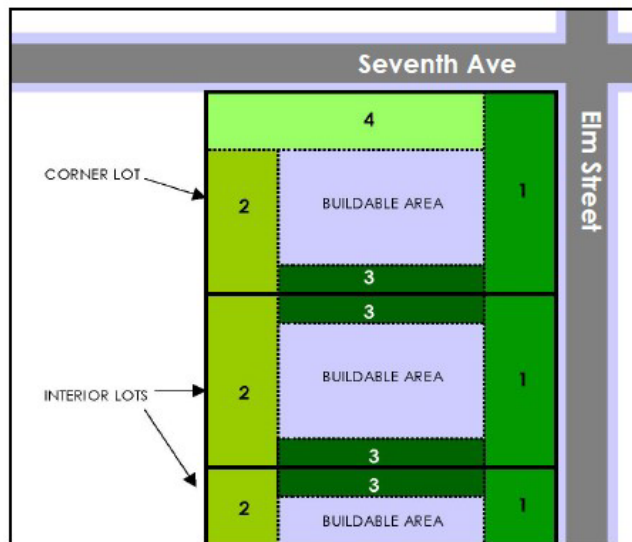 Seventh Ave
Elm Street
4
CORNER LOT
2
BUILDABLE AREA
1
3
3
INTERIOR LOTS
2
BUILDABLE AREA
1
3
3
2
BUILDABLE AREA
1